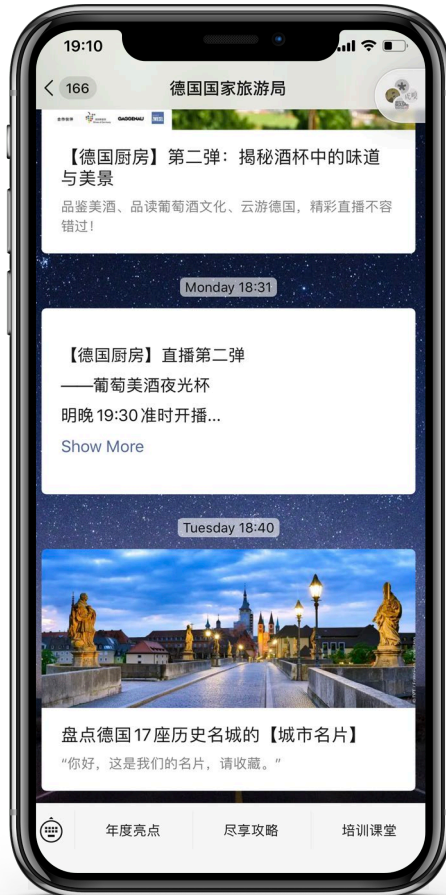 19:10
166
德国国家旅游局
合作伙伴
GAGGENAU
【德国厨房】第二弹：揭秘酒杯中的味道
与美景
品鉴美酒、品读葡萄酒文化、云游德国，精彩直播不容
错过！
Monday 18:31
【德国厨房】直播第二弹
——葡萄美酒夜光杯
明晚19:30准时开播...
Show More
Tuesday 18:40
盘点德国17座历史名城的【城市名片】
“你好，这是我们的名片，请收藏。”
年度亮点
尽享攻略
培训课堂